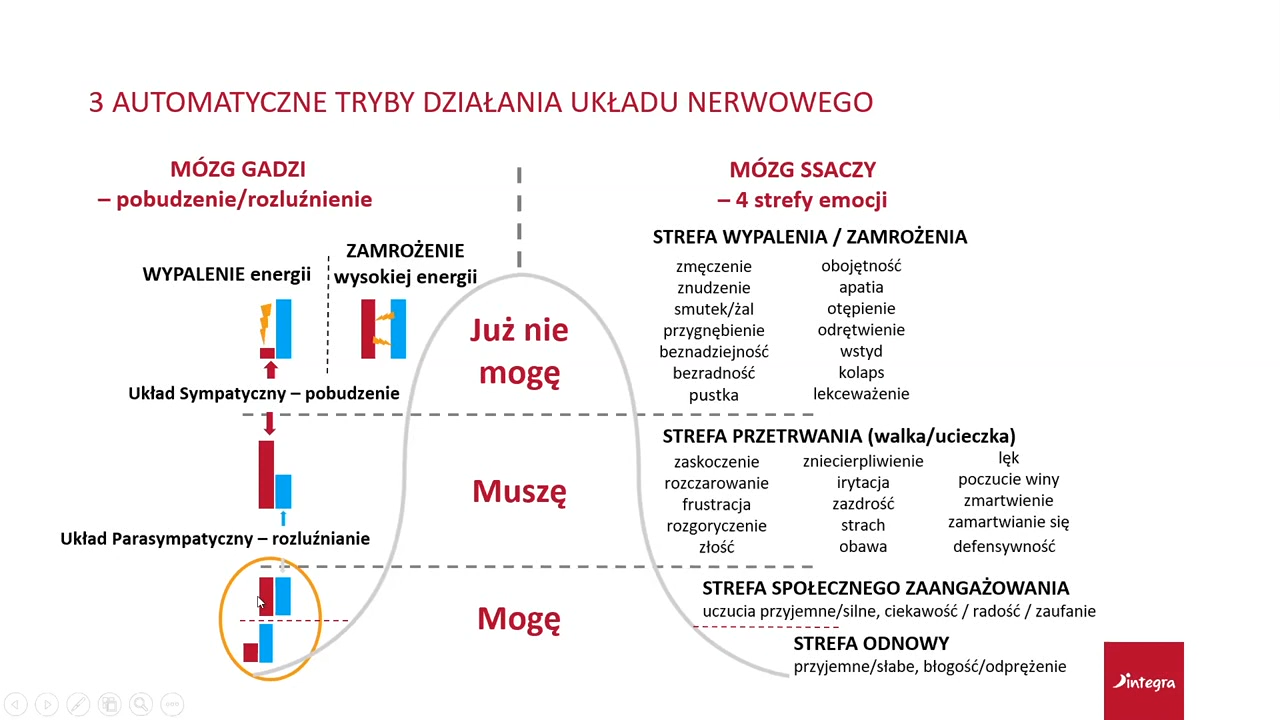 3 AUTOMATYCZNE TRYBY DZIAŁANIA UKŁADU NERWOWEGO
MÓZG GADZI
– pobudzenie/rozluźnienie
WYPALENIE energii
ZAMROŻENIE
wysokiej energii
Układ Sympatyczny – pobudzenie
Układ Parasympatyczny – rozluźnianie
Już nie
mogę
Muszę
Mogę
MÓZG SSACZY
– 4 strefy emocji
STREFA WYPALENIA / ZAMROŻENIA
zmęczenie
znudzenie
smutek/żal
przygnębienie
beznadziejność
bezradność
pustka
obojętność
apatia
otępienie
odrętwienie
wstyd
kolaps
lekceważenie
STREFA PRZETRWANIA (walka/ucieczka)
zaskoczenie
rozczarowanie
frustracja
rozgoryczenie
złość
zniecierpliwienie
irytacja
zazdrość
strach
obawa
lęk
poczucie winy
zmartwienie
zamartwianie się
defensywność
STREFA SPOŁECZNEGO ZAANGAŻOWANIA
uczucia przyjemne/silne, ciekawość / radość / zaufanie
STREFA ODNOWY
przyjemne/słabe, błogość/odprężenie
integra